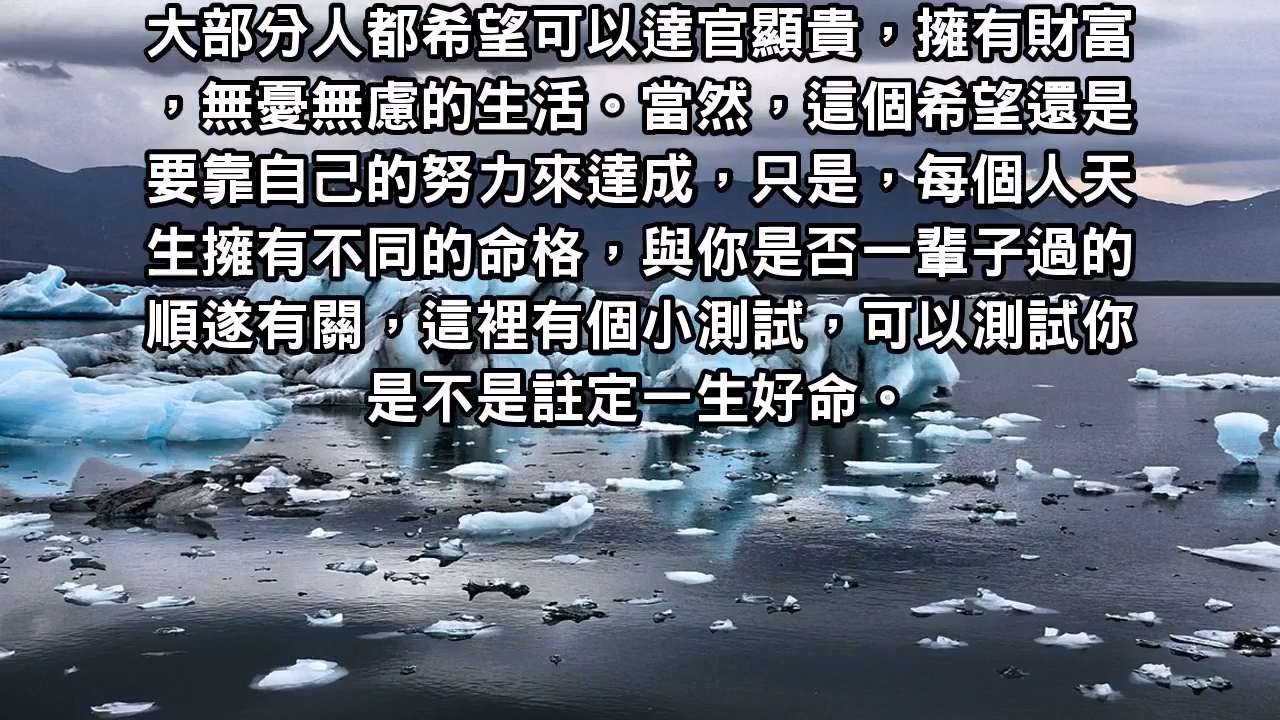 大部分人都希望可以達官顯貴，擁有財富
，無憂無慮的生活。當然，這個希望還是
要靠自己的努力來達成，只是，每個人天
生擁有不同的命格，與你是否一輩子過的
順遂有關，這裡有個小測試，可以測試你
是不是註定一生好命。